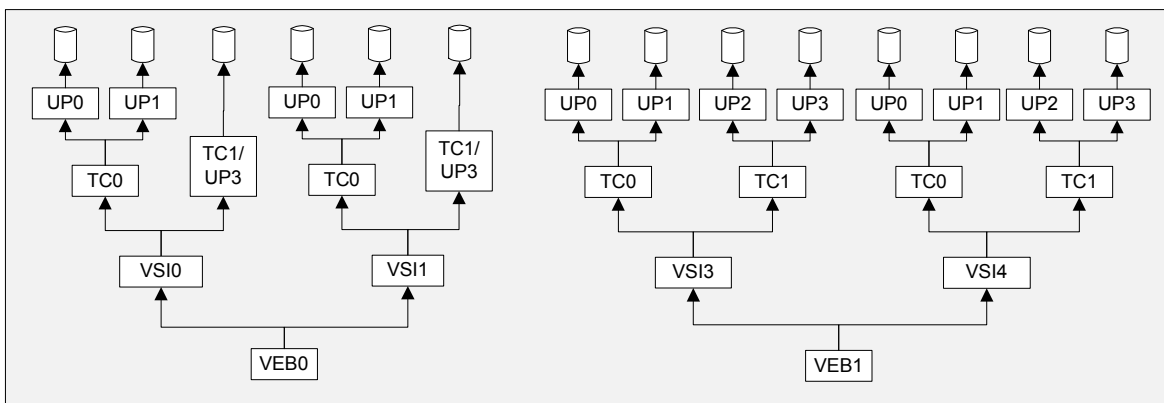 UP0 UP1 UP0 UP1 UP0 UP1 UP2 UP3 UP0 UP1 UP2 UP3
TC1/ TC1/
UP3 UP3
TC0 TC0 TC0 TC1 TC0 TC1
VSI0 VSI1 VSI3 VSI4
VEB0 VEB1